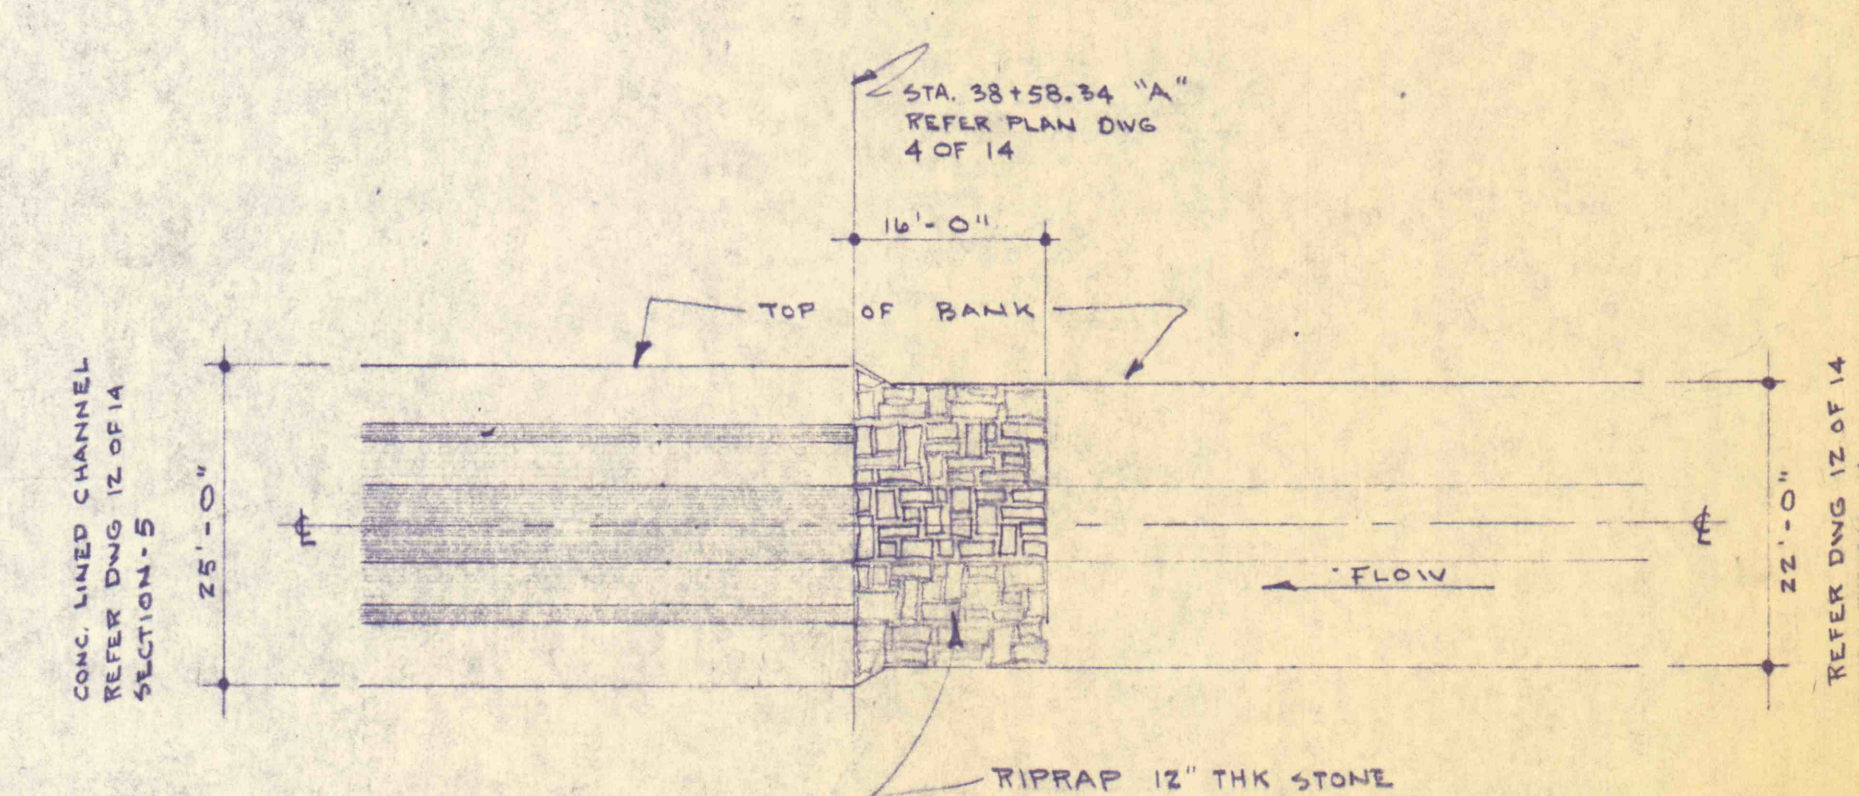 STA. 38+58.34 "A"
REFER PLAN DWG
4 OF 14
16'-0"
TOP OF BANK
CONC. LINED CHANNEL
REFER DWG 12 OF 14
SECTION-5
25'-0"
℄
℄
FLOW
22'-0"
REFER DWG 12 OF 14
RIPRAP 12" THK STONE